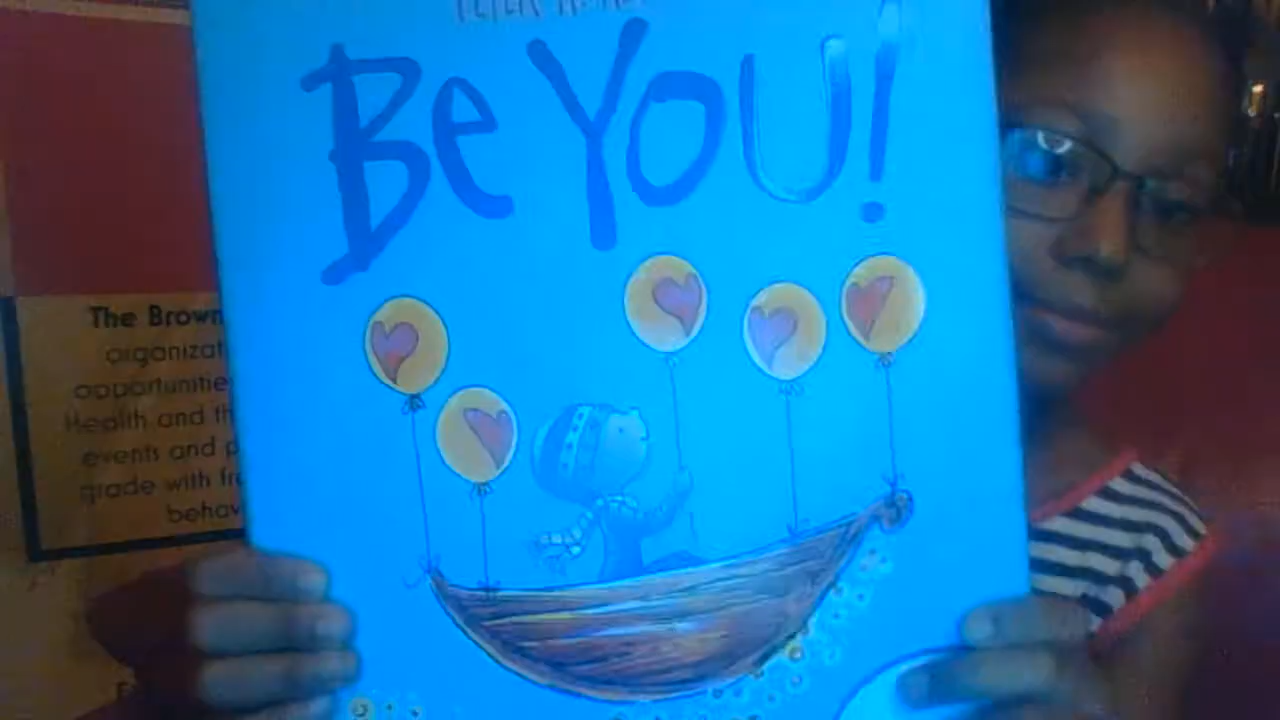 BE YOU!
The Brown
organizat
opportunitie
Health and th
events and p
grade with fr
behav